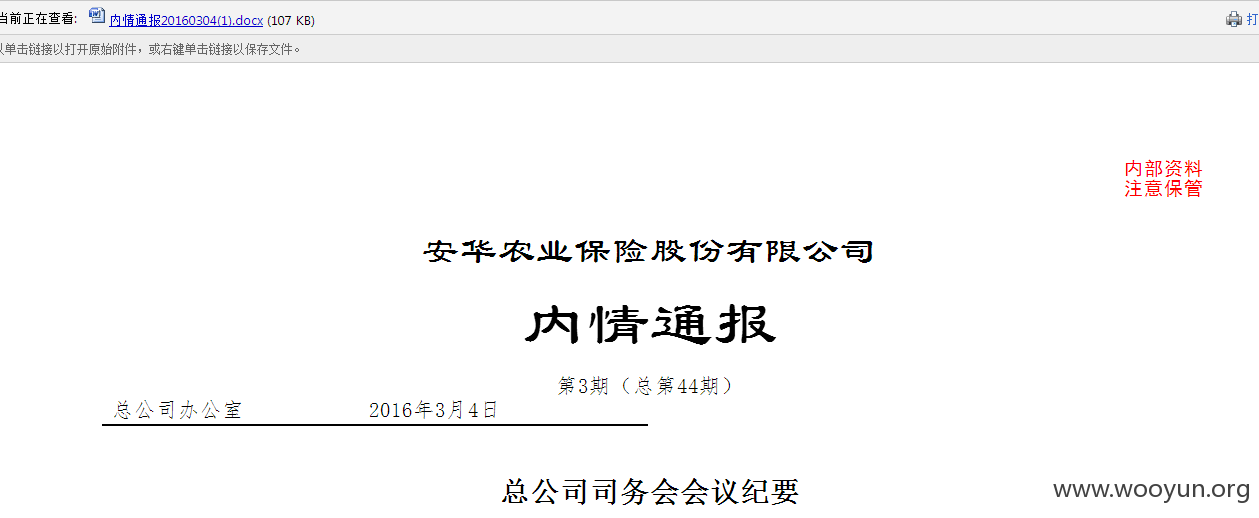 当前正在查看: 内情通报20160304(1).docx (107 KB) 打
单击链接以打开原始附件，或右键单击链接以保存文件。
内部资料
注意保管
安华农业保险股份有限公司
内情通报
第3期（总第44期）
总公司办公室 2016年3月4日
总公司司务会会议纪要
www.wooyun.org